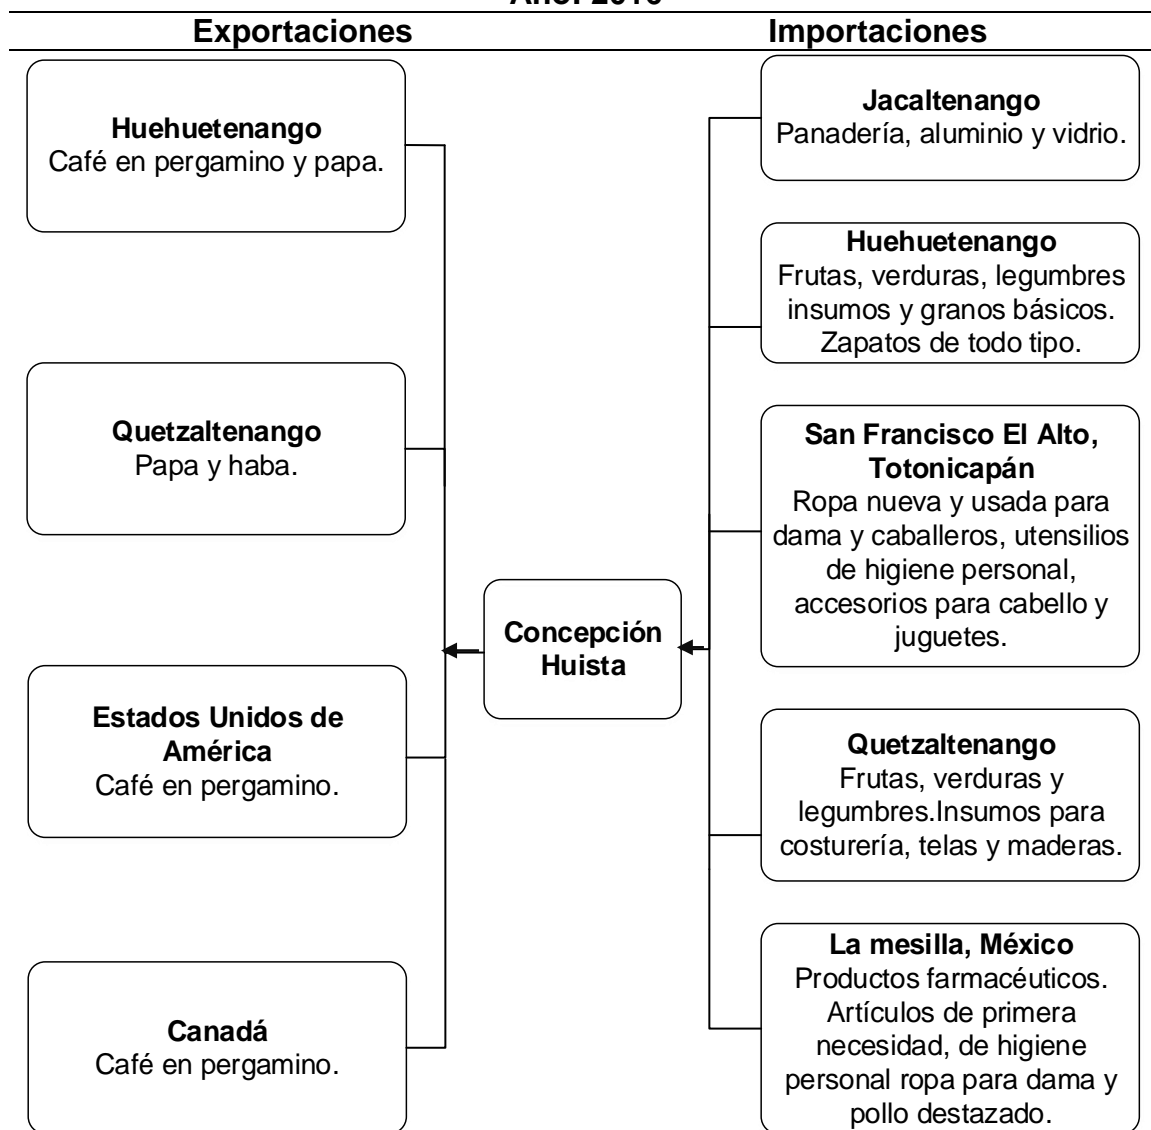 Exportaciones
Importaciones
Huehuetenango
Café en pergamino y papa.
Quetzaltenango
Papa y haba.
Estados Unidos de
América
Café en pergamino.
Canadá
Café en pergamino.
Concepción
Huista
Jacaltenango
Panadería, aluminio y vidrio.
Huehuetenango
Frutas, verduras, legumbres
insumos y granos básicos.
Zapatos de todo tipo.
San Francisco El Alto,
Totonicapán
Ropa nueva y usada para
dama y caballeros, utensilios
de higiene personal,
accesorios para cabello y
juguetes.
Quetzaltenango
Frutas, verduras y
legumbres.Insumos para
costurería, telas y maderas.
La mesilla, México
Productos farmacéuticos.
Artículos de primera
necesidad, de higiene
personal ropa para dama y
pollo destazado.